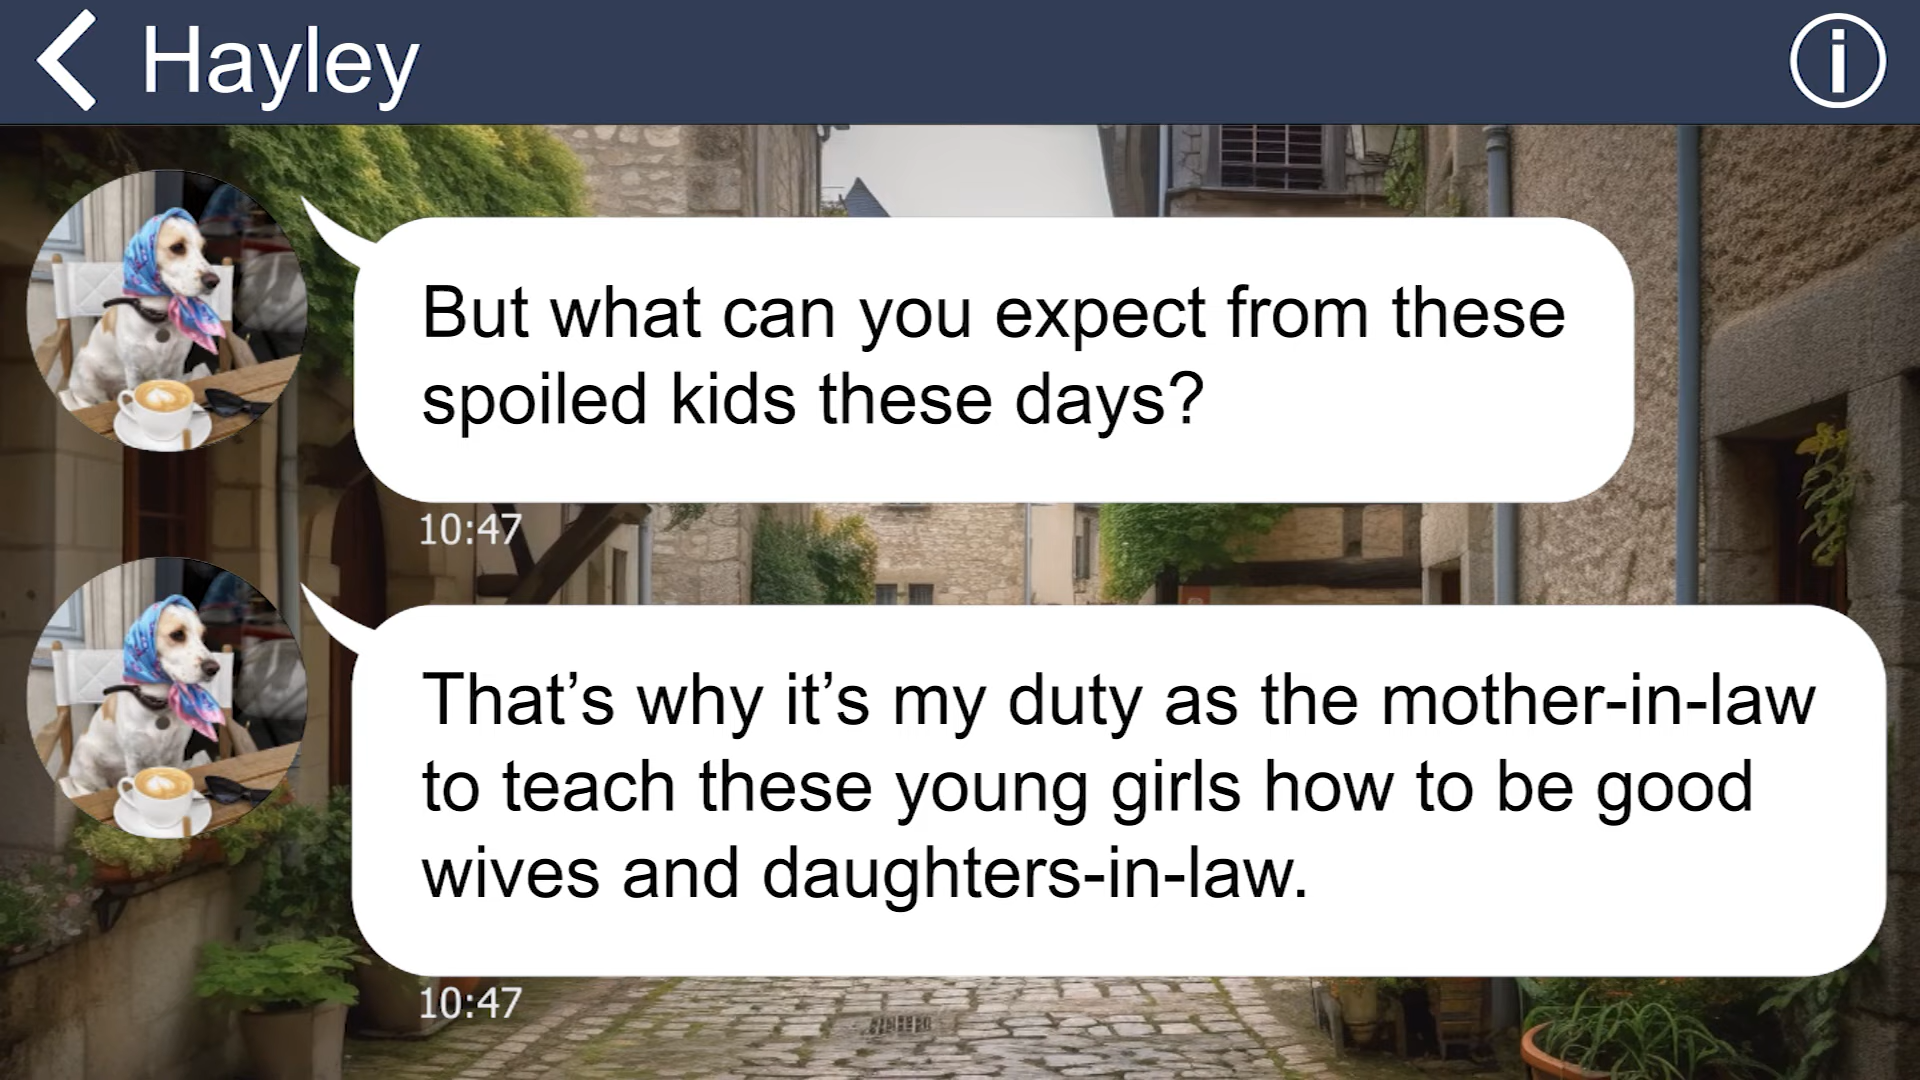 Hayley
But what can you expect from these
spoiled kids these days?
10:47
That’s why it’s my duty as the mother-in-law
to teach these young girls how to be good
wives and daughters-in-law.
10:47